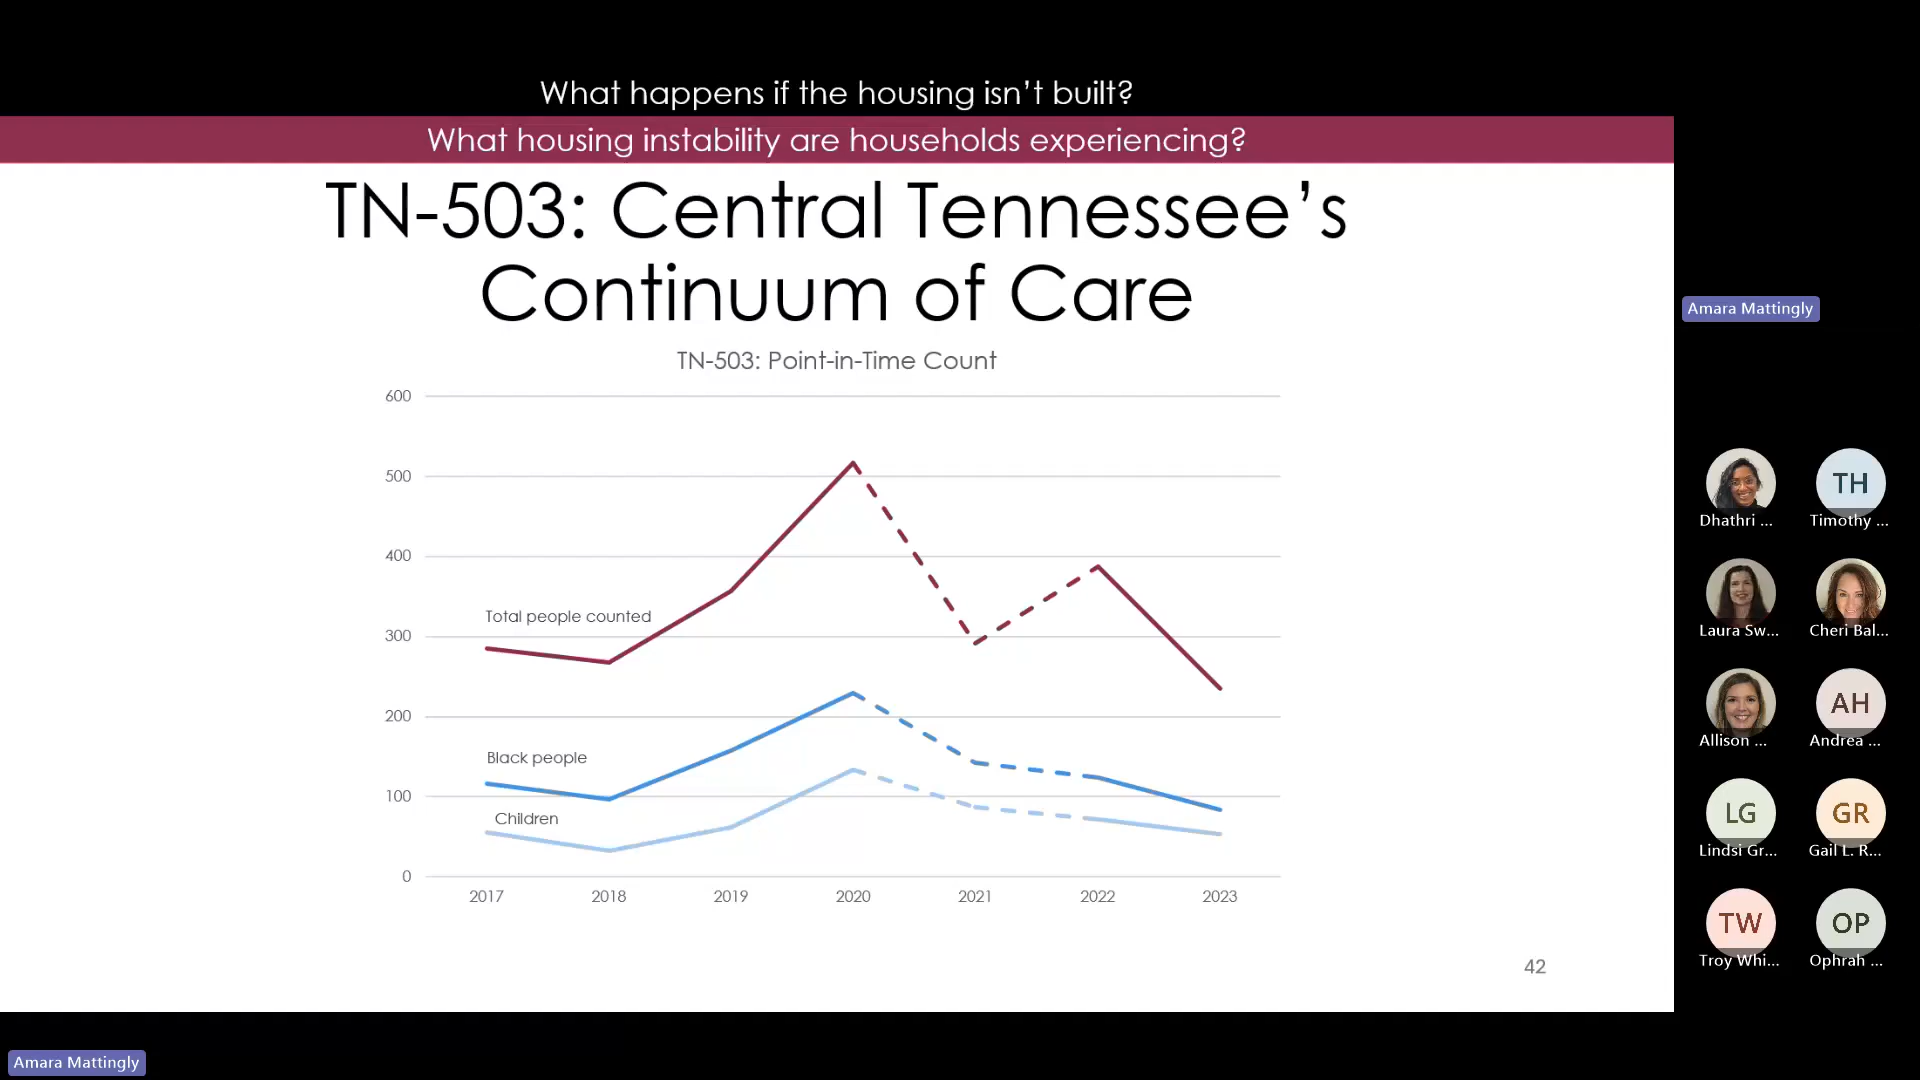 What happens if the housing isn’t built?
What housing instability are households experiencing?
TN-503: Central Tennessee’s
Continuum of Care
TN-503: Point-in-Time Count
600
500
400
300
200
100
0
Total people counted
Black people
Children
2017 2018 2019 2020 2021 2022 2023
42
Amara Mattingly
Dhathri ... TH Timothy ...
Laura Sw... Cheri Bal...
Allison ... AH Andrea ...
LG Lindsi Gr... GR Gail L. R...
TW Troy Whi... OP Ophrah ...
Amara Mattingly